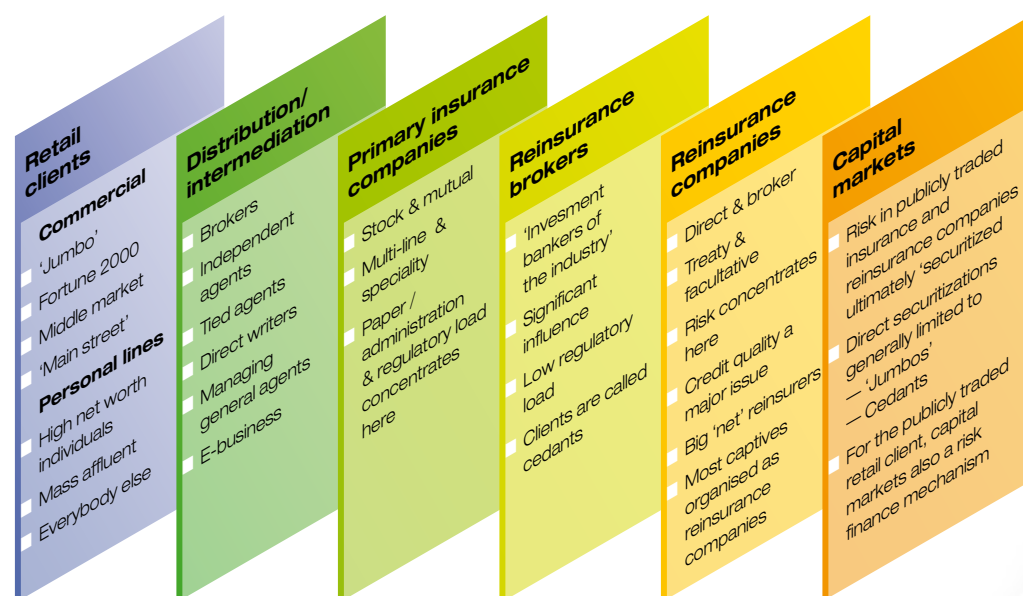 Retail
clients
Commercial
‘Jumbo’
Fortune 2000
Middle market
‘Main street’
Personal lines
High net worth
individuals
Mass affluent
Everybody else
Distribution/
intermediation
Brokers
Independent
agents
Tied agents
Direct writers
Managing
general agents
E-business
Primary insurance
companies
Stock & mutual
Multi-line &
speciality
Paper /
administration
& regulatory load
concentrates
here
Reinsurance
brokers
‘Invesment
bankers of
the industry’
Significant
influence
Low regulatory
load
Clients are called
cedants
Reinsurance
companies
Direct & broker
Treaty &
facultative
Risk concentrates
here
Credit quality a
major issue
Big ‘net’ reinsurers
Most captives
organised as
reinsurance
companies
Capital
markets
Risk in publicly traded
insurance and
reinsurance companies
ultimately ‘securitized
Direct securitizations
generally limited to
— ‘Jumbos’
— Cedants
For the publicly traded
retail client, capital
markets also a risk
finance mechanism